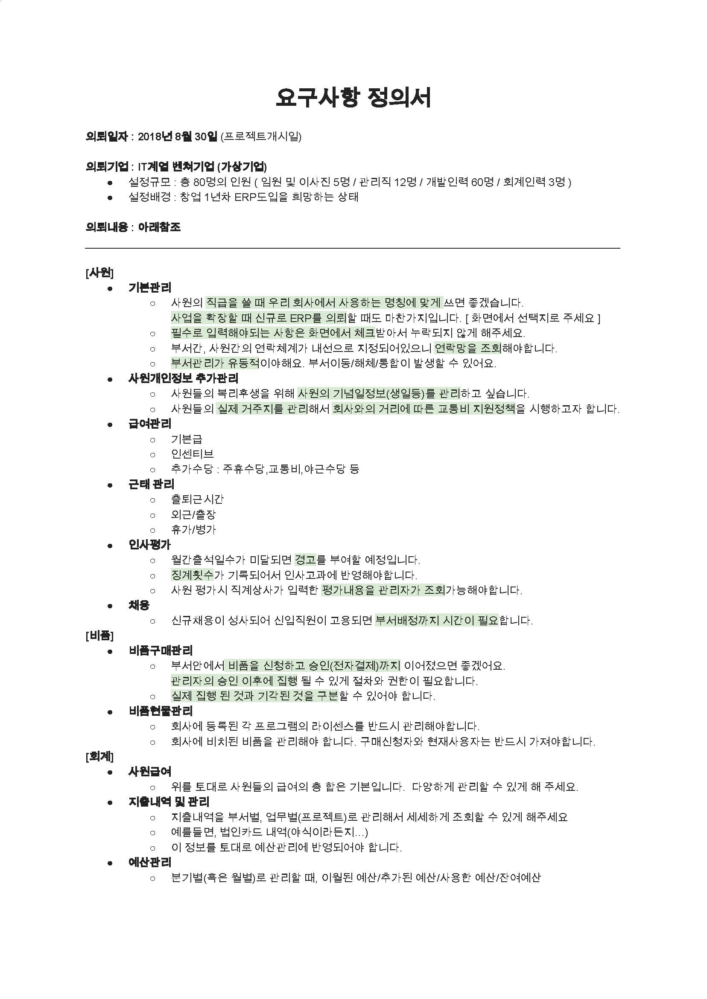 요구사항 정의서
의뢰일자 : 2018년 8월 30일 (프로젝트개시일)
의뢰기업 : IT계열 벤쳐기업 (가상기업)
● 설정규모 : 총 80명의 인원 ( 임원 및 이사진 5명 / 관리직 12명 / 개발인력 60명 / 회계인력 3명 )
● 설정배경 : 창업 1년차 ERP도입을 희망하는 상태
의뢰내용 : 아래참조
[사원]
● 기본관리
○ 사원의 직급을 쓸 때 우리 회사에서 사용하는 명칭에 맞게 쓰면 좋겠습니다.
사업을 확장할 때 신규로 ERP를 의뢰할 때도 마찬가지입니다. [ 화면에서 선택지로 주세요 ]
○ 필수로 입력해야되는 사항은 화면에서 체크받아서 누락되지 않게 해주세요.
○ 부서간, 사원간의 연락체계가 내선으로 지정되어있으니 연락망을 조회해야합니다.
○ 부서관리가 유동적이야해요. 부서이동/해체/통합이 발생할 수 있어요.
● 사원개인정보 추가관리
○ 사원들의 복리후생을 위해 사원의 기념일정보(생일등)를 관리하고 싶습니다.
○ 사원들의 실제 거주지를 관리해서 회사와의 거리에 따른 교통비 지원정책을 시행하고자 합니다.
● 급여관리
○ 기본급
○ 인센티브
○ 추가수당 : 주휴수당,교통비,야근수당 등
● 근태 관리
○ 출퇴근시간
○ 외근/출장
○ 휴가/병가
● 인사평가
○ 월간출석일수가 미달되면 경고를 부여할 예정입니다.
○ 징계횟수가 기록되어서 인사고과에 반영해야합니다.
○ 사원 평가시 직계상사가 입력한 평가내용을 관리자가 조회가능해야합니다.
● 채용
○ 신규채용이 성사되어 신입직원이 고용되면 부서배정까지 시간이 필요합니다.
[비품]
● 비품구매관리
○ 부서안에서 비품을 신청하고 승인(전자결제)까지 이어졌으면 좋겠어요.
관리자의 승인 이후에 집행 될 수 있게 절차와 권한이 필요합니다.
○ 실제 집행 된 것과 기각된 것을 구분할 수 있어야 합니다.
● 비품현물관리
○ 회사에 등록된 각 프로그램의 라이센스를 반드시 관리해야합니다.
○ 회사에 비치된 비품을 관리해야 합니다. 구매신청자와 현재사용자는 반드시 가져야합니다.
[회계]
● 사원급여
○ 위를 토대로 사원들의 급여의 총 합은 기본입니다. 다양하게 관리할 수 있게 해 주세요.
● 지출내역 및 관리
○ 지출내역을 부서별, 업무별(프로젝트)로 관리해서 세세하게 조회할 수 있게 해주세요
○ 예를들면, 법인카드 내역(야식이라든지...)
○ 이 정보를 토대로 예산관리에 반영되어야 합니다.
● 예산관리
○ 분기별(혹은 월별)로 관리할 때, 이월된 예산/추가된 예산/사용한 예산/잔여예산